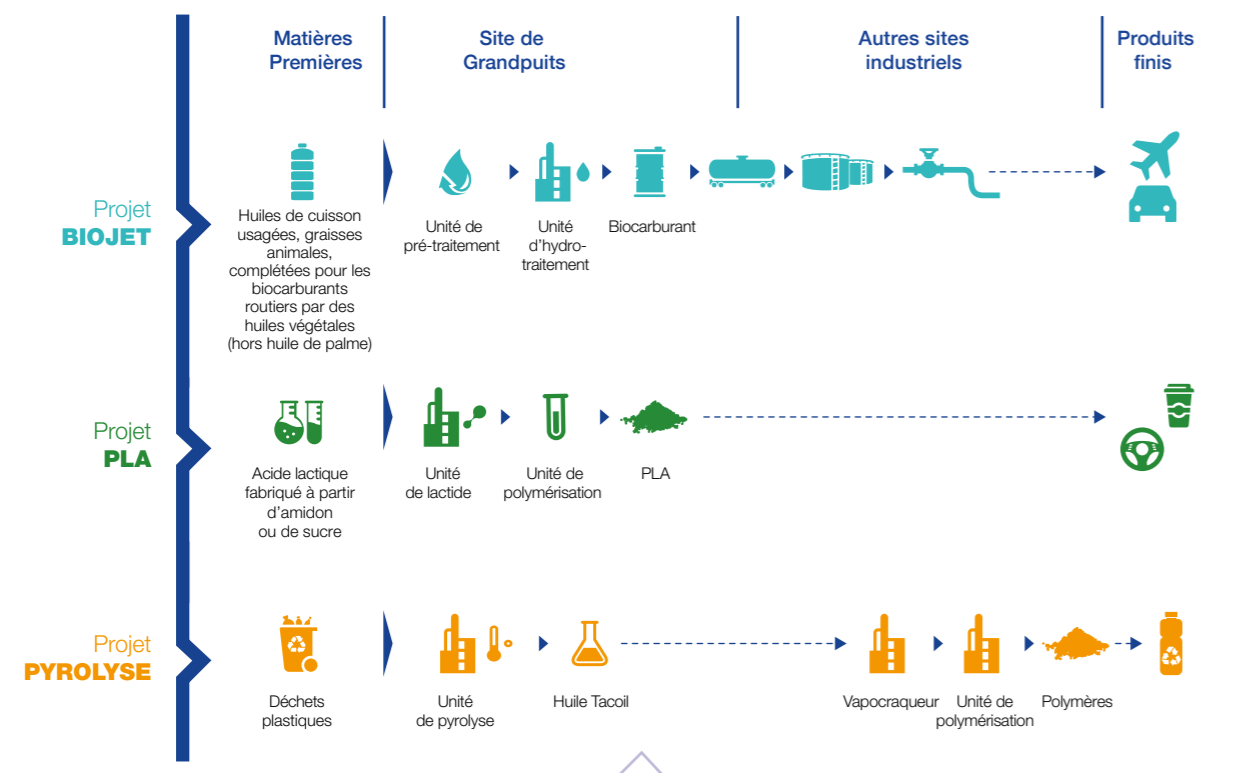 Matières
Premières
Site de
Grandpuits
Autres sites
industriels
Produits
finis
Projet
BIOJET
Huiles de cuisson
usagées, graisses
animales,
complétées pour les
biocarburants
routiers par des
huiles végétales
(hors huile de palme)
Unité de
pré-traitement
Unité
d'hydro-
traitement
Biocarburant
Projet
PLA
Acide lactique
fabriqué à partir
d'amidon
ou de sucre
Unité
de lactide
Unité de
polymérisation
PLA
Projet
PYROLYSE
Déchets
plastiques
Unité
de pyrolyse
Huile Tacoil
Vapocraqueur
Unité de
polymérisation
Polymères